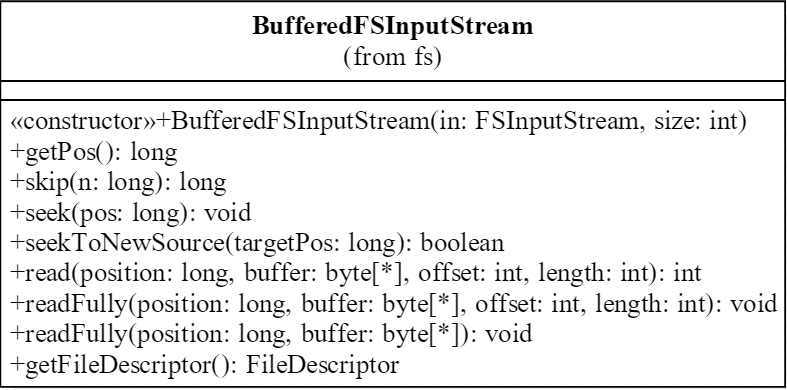 BufferedFSInputStream
(from fs)
«constructor»+BufferedFSInputStream(in: FSInputStream, size: int)
+getPos(): long
+skip(n: long): long
+seek(pos: long): void
+seekToNewSource(targetPos: long): boolean
+read(position: long, buffer: byte[*], offset: int, length: int): int
+readFully(position: long, buffer: byte[*], offset: int, length: int): void
+readFully(position: long, buffer: byte[*]): void
+getFileDescriptor(): FileDescriptor